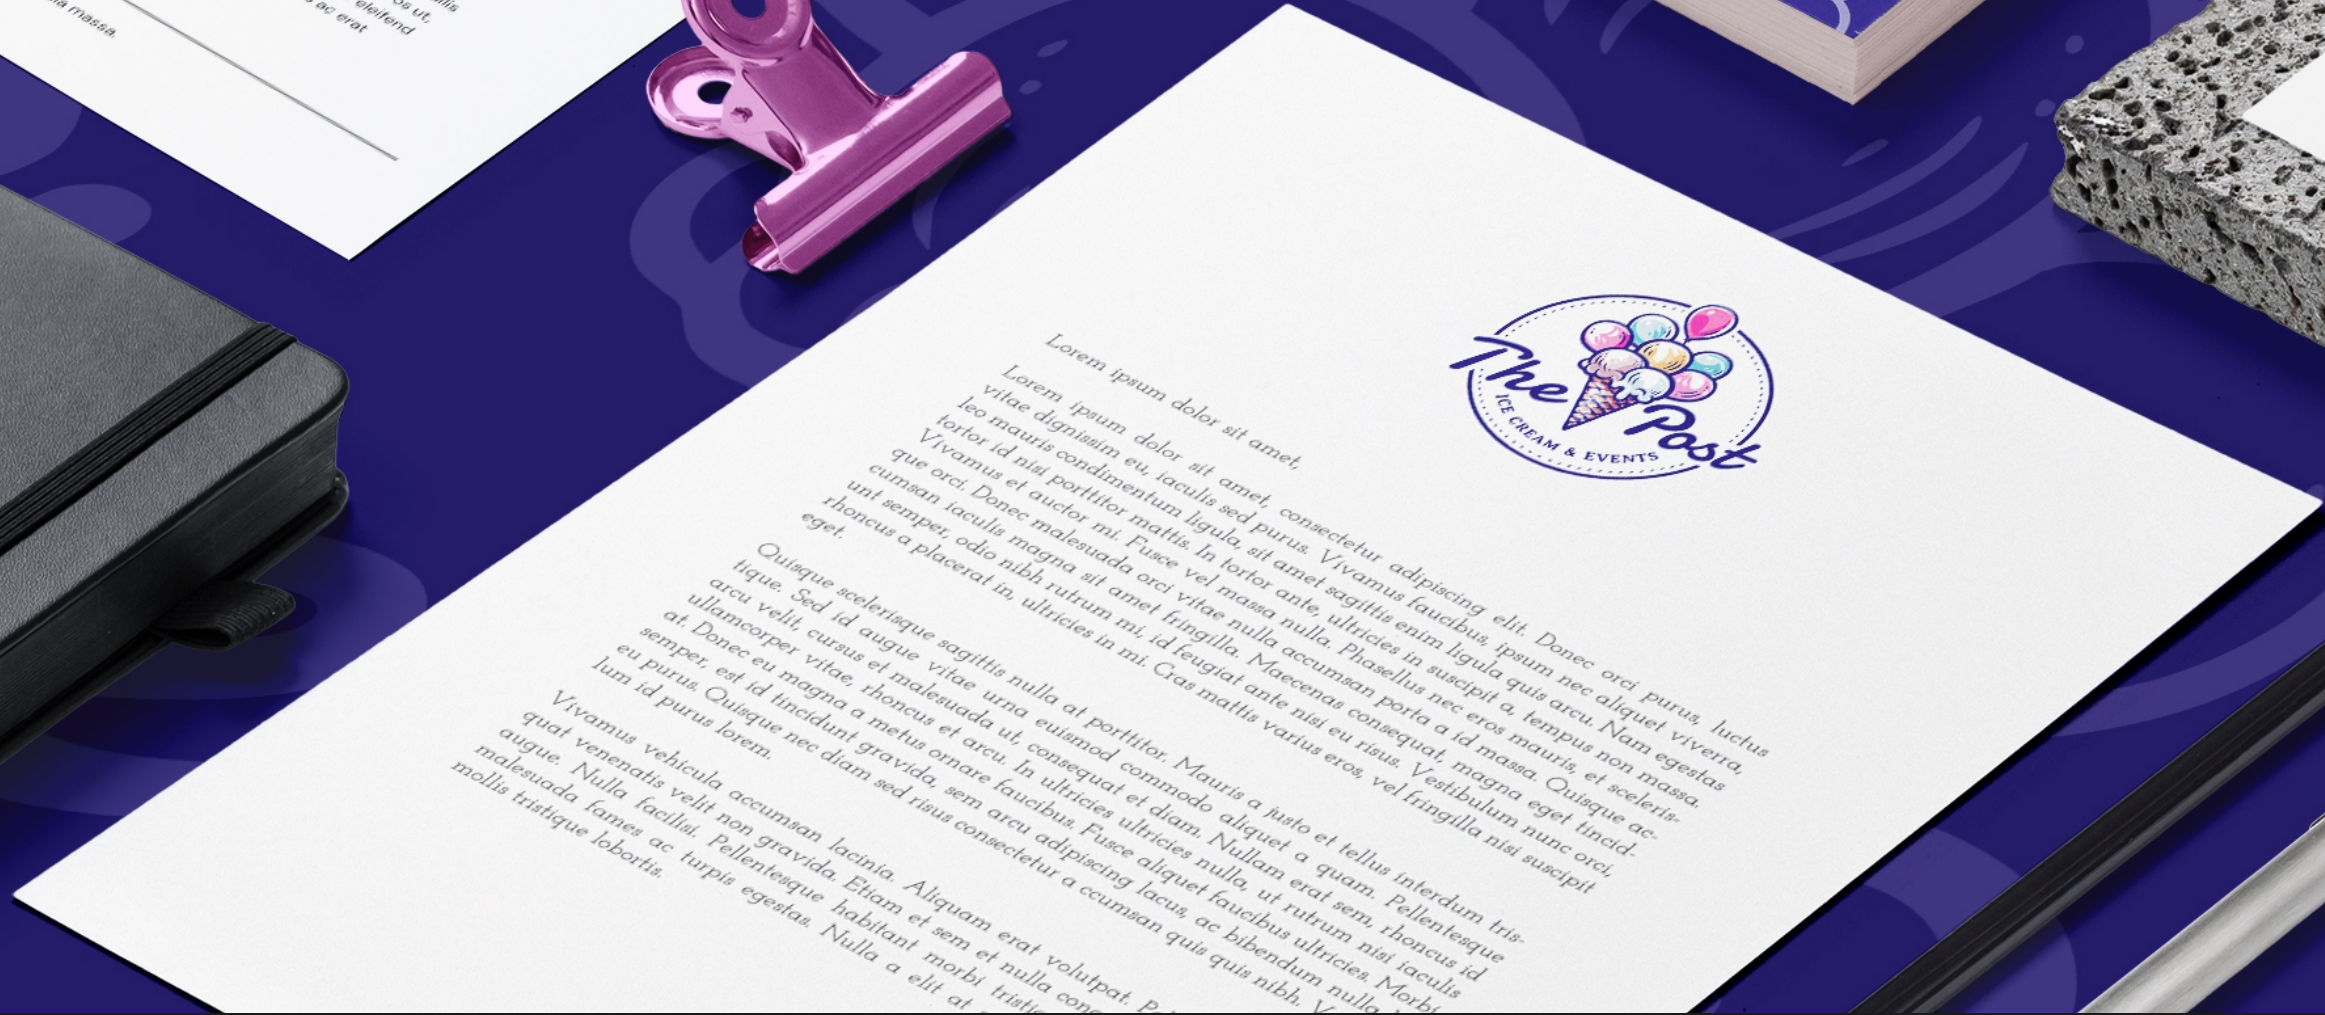 os ut,
eleifend
ac erat
massa.
The Post
ICE CREAM & EVENTS
Lorem ipsum dolor sit amet,
Lorem ipsum dolor sit amet, consectetur adipiscing elit. Donec orci purus, luctus
vitae dignissim eu, iaculis sed purus. Vivamus faucibus, ipsum nec aliquet viverra,
leo mauris condimentum ligula, sit amet sagittis enim ligula quis arcu. Nam egestas
tortor id nisi porttitor mattis. In tortor ante, ultricies in suscipit a, tempus non massa.
Vivamus et auctor mi. Fusce vel massa nulla. Phasellus nec eros mauris, et sceleris-
que orci. Donec malesuada orci vitae nulla accumsan porta a id massa. Quisque ac-
cumsan iaculis magna sit amet fringilla. Maecenas consequat, magna eget tincid-
unt semper, odio nibh rutrum mi, id feugiat ante nisi eu risus. Vestibulum nunc orci,
rhoncus a placerat in, ultricies in mi. Cras mattis varius eros, vel fringilla nisi suscipit
eget.
Quisque scelerisque sagittis nulla at porttitor. Mauris a justo et tellus interdum tris-
tique. Sed id augue vitae urna euismod commodo aliquet a quam. Pellentesque
arcu velit, cursus et malesuada ut, consequat et diam. Nullam erat sem, rhoncus id
ullamcorper vitae, rhoncus et arcu. In ultricies ultricies nulla, ut rutrum nisi iaculis
at. Donec eu magna a metus ornare faucibus. Fusce aliquet faucibus ultricies. Morbi
semper, est id tincidunt gravida, sem arcu adipiscing lacus, ac bibendum nulla
eu purus. Quisque nec diam sed risus consectetur a ccumsan quis quis nibh. V
lum id purus lorem.
Vivamus vehicula accumsan lacinia. Aliquam erat volutpat.
quat venenatis velit non gravida. Etiam et sem et nulla
augue. Nulla facilisi. Pellentesque habitant morbi
malesuada fames ac turpis egestas. Nulla a elit at
mollis tristique lobortis.